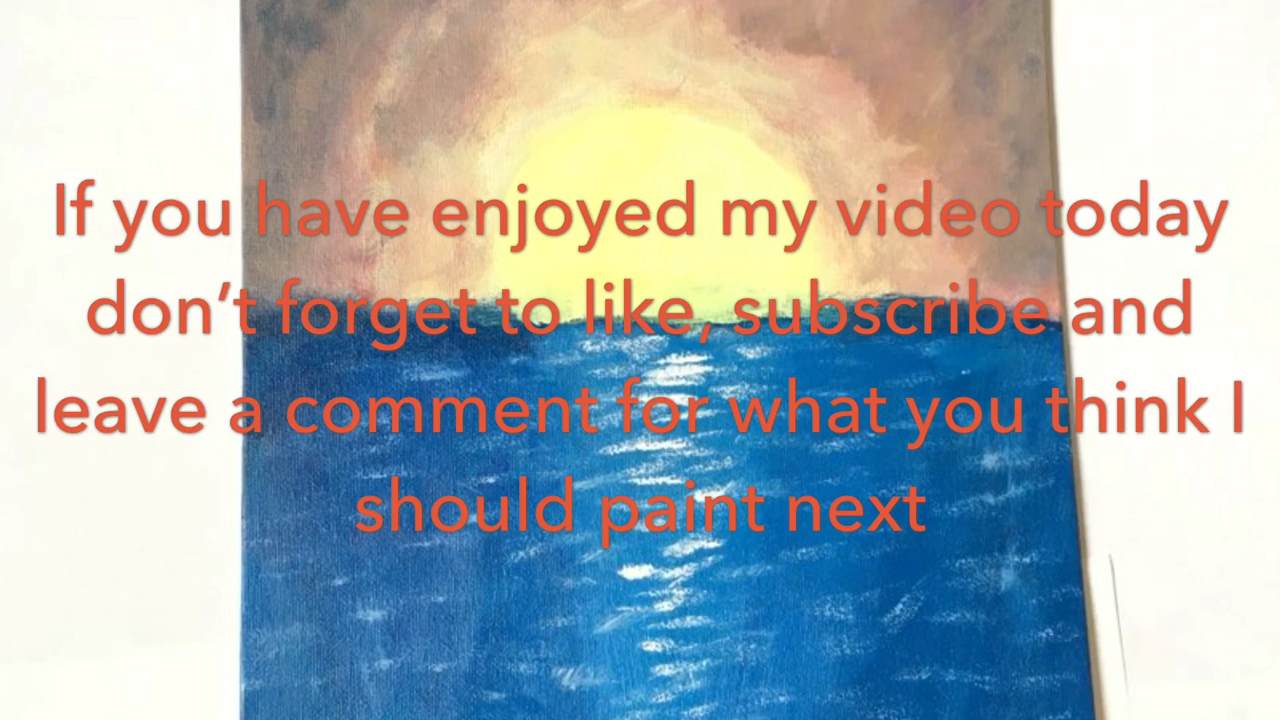 If you have enjoyed my video today
don’t forget to like, subscribe and
leave a comment for what you think I
should paint next